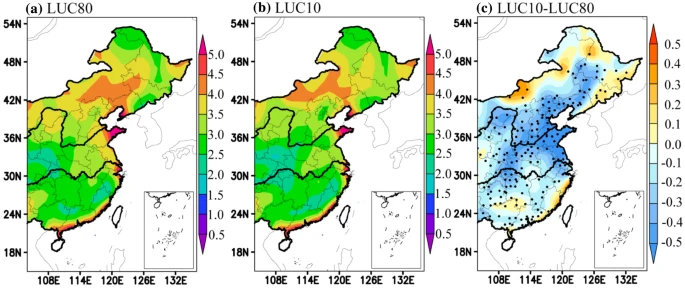 (a) LUC80
54N
48N
42N
36N
30N
24N
18N
108E 114E 120E 126E 132E
5.0
4.5
4.0
3.5
3.0
2.5
2.0
1.5
1.0
0.5
(b) LUC10
54N
48N
42N
36N
30N
24N
18N
108E 114E 120E 126E 132E
5.0
4.5
4.0
3.5
3.0
2.5
2.0
1.5
1.0
0.5
(c) LUC10-LUC80
54N
48N
42N
36N
30N
24N
18N
108E 114E 120E 126E 132E
0.5
0.4
0.3
0.2
0.1
0.0
-0.1
-0.2
-0.3
-0.4
-0.5